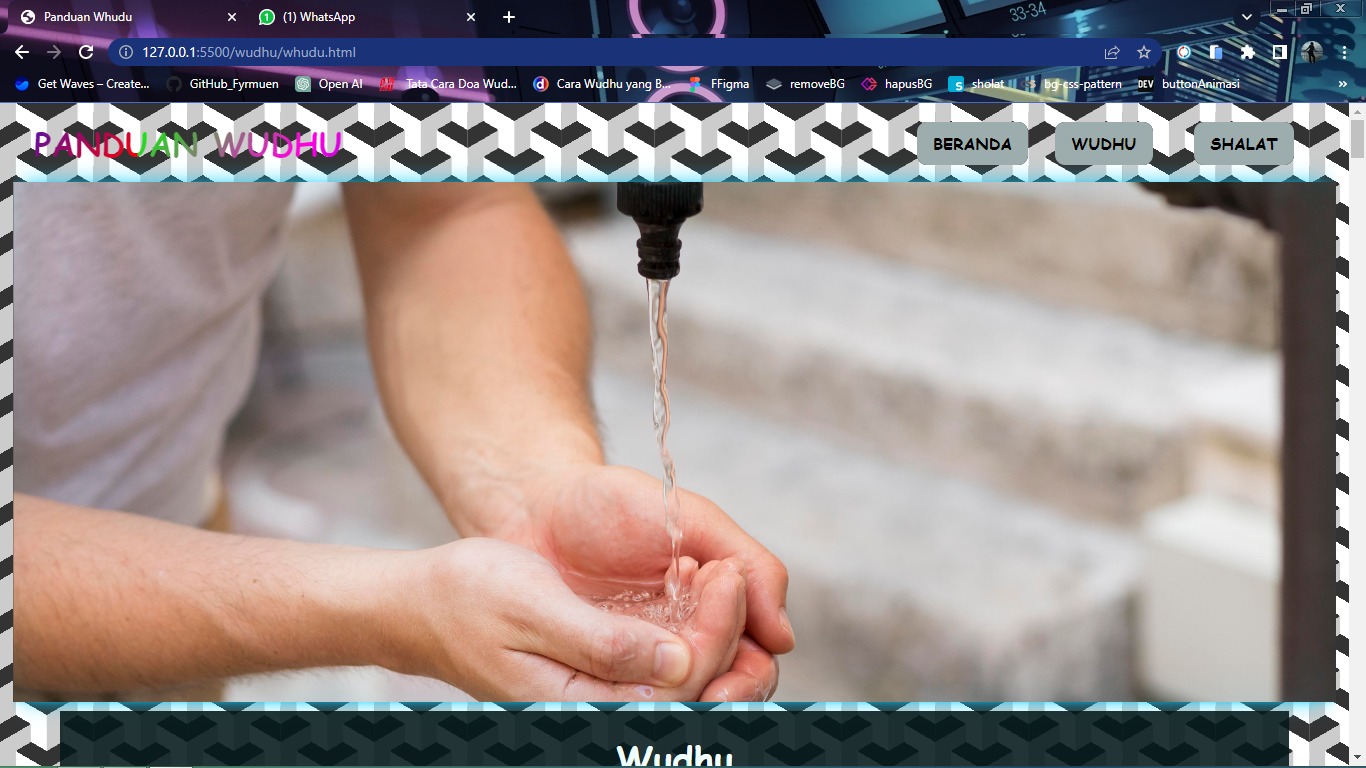 Panduan Whudu
(1) WhatsApp
127.0.0.1:5500/wudhu/whudu.html
Get Waves – Create... GitHub_Fyrmuen Open AI Tata Cara Doa Wud... Cara Wudhu yang B... FFigma removeBG hapusBG sholat bg-css-pattern DEV buttonAnimasi
33-34
PANDUAN WUDHU
BERANDA WUDHU SHALAT
Wudhu